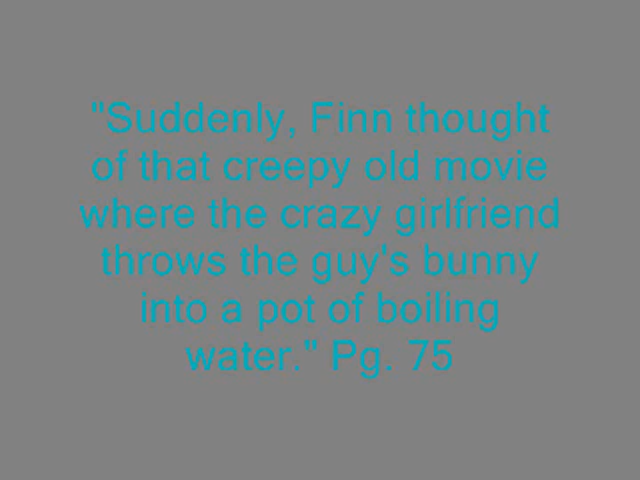 "Suddenly, Finn thought
of that creepy old movie
where the crazy girlfriend
throws the guy's bunny
into a pot of boiling
water." Pg. 75